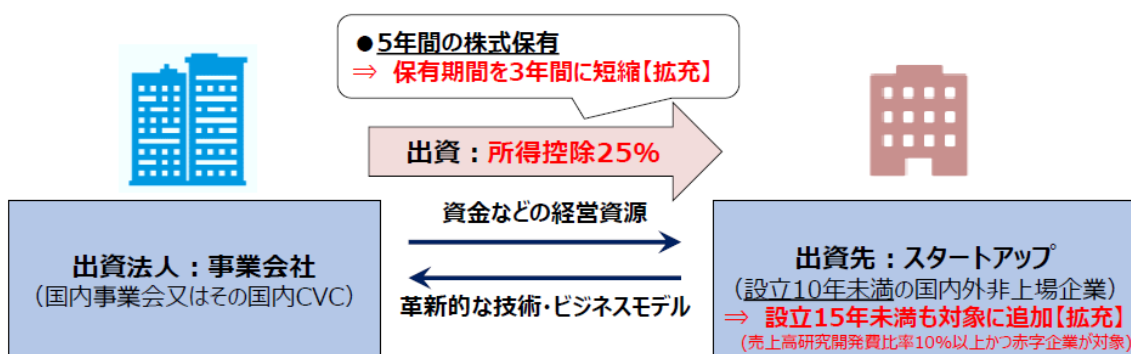 ●5年間の株式保有
⇒ 保有期間を3年間に短縮【拡充】
出資：所得控除25%
資金などの経営資源
出資法人：事業会社
（国内事業会又はその国内CVC）
革新的な技術・ビジネスモデル
出資先：スタートアップ
（設立10年未満の国内外非上場企業）
⇒ 設立15年未満も対象に追加【拡充】
(売上高研究開発費比率10%以上かつ赤字企業が対象)